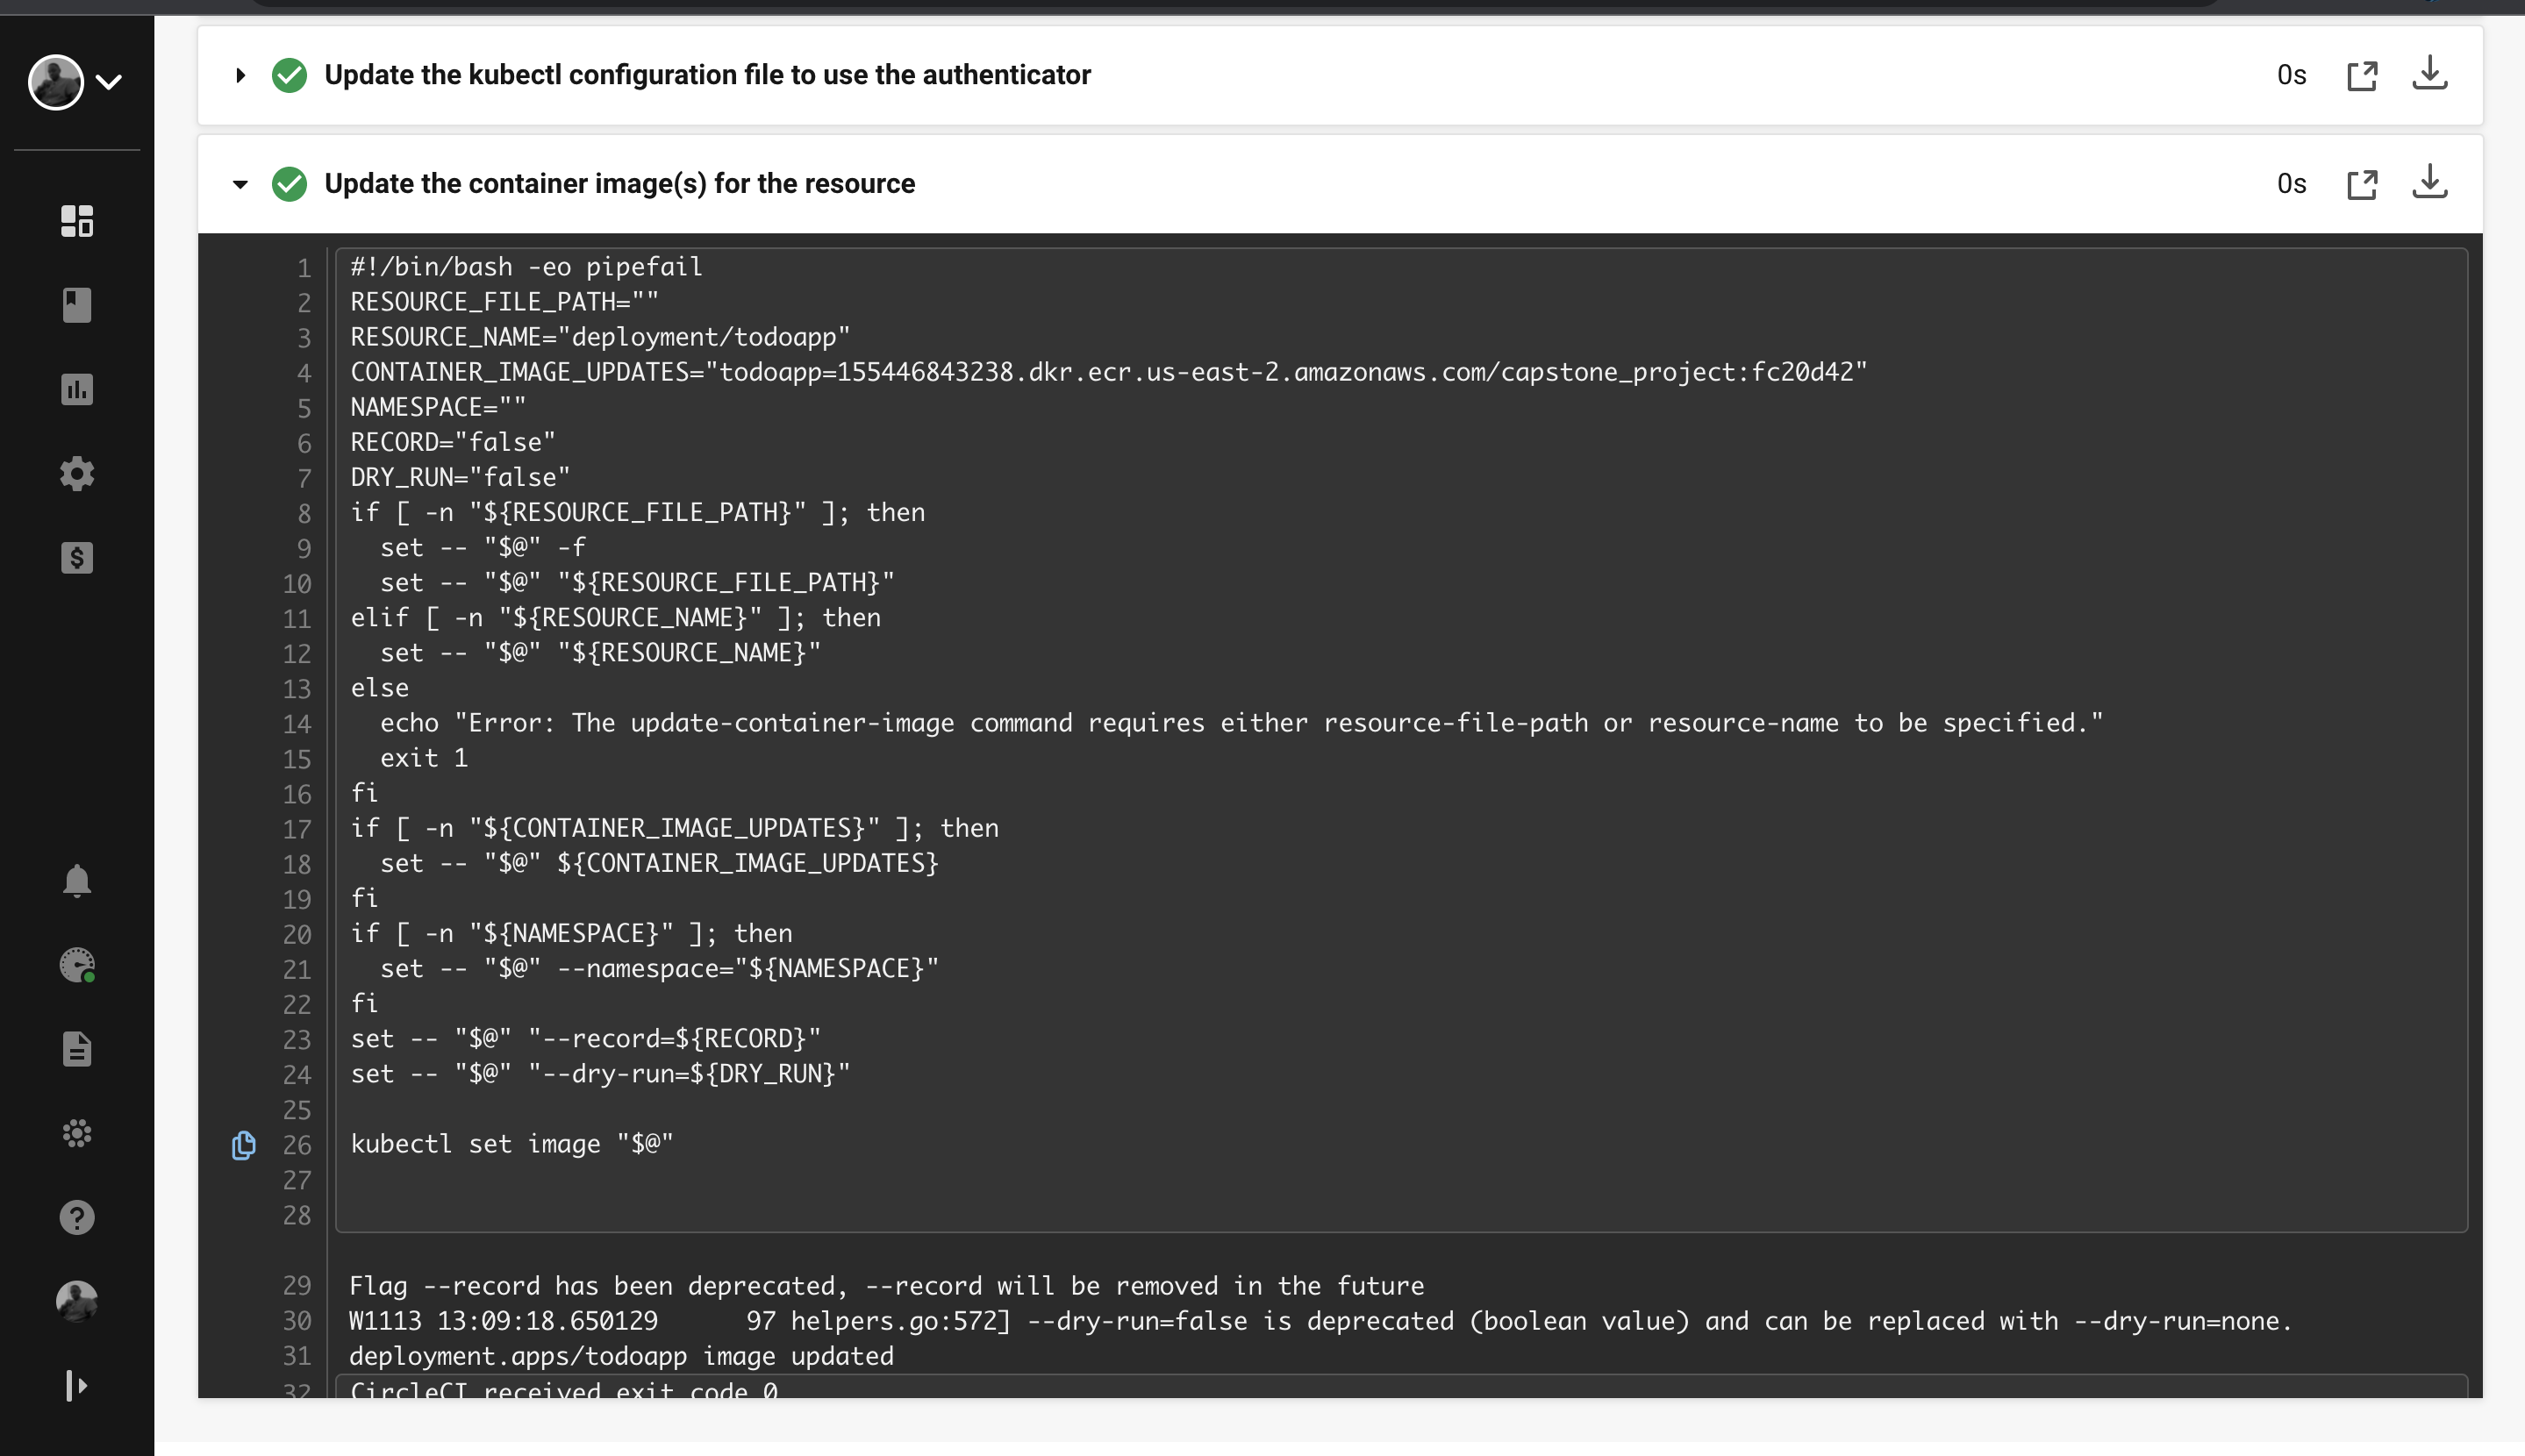 Update the kubectl configuration file to use the authenticator
0s
Update the container image(s) for the resource
0s
1 #!/bin/bash -eo pipefail
2 RESOURCE_FILE_PATH=""
3 RESOURCE_NAME="deployment/todoapp"
4 CONTAINER_IMAGE_UPDATES="todoapp=155446843238.dkr.ecr.us-east-2.amazonaws.com/capstone_project:fc20d42"
5 NAMESPACE=""
6 RECORD="false"
7 DRY_RUN="false"
8 if [ -n "${RESOURCE_FILE_PATH}" ]; then
9   set -- "$@" -f
10   set -- "$@" "${RESOURCE_FILE_PATH}"
11 elif [ -n "${RESOURCE_NAME}" ]; then
12   set -- "$@" "${RESOURCE_NAME}"
13 else
14   echo "Error: The update-container-image command requires either resource-file-path or resource-name to be specified."
15   exit 1
16 fi
17 if [ -n "${CONTAINER_IMAGE_UPDATES}" ]; then
18   set -- "$@" ${CONTAINER_IMAGE_UPDATES}
19 fi
20 if [ -n "${NAMESPACE}" ]; then
21   set -- "$@" --namespace="${NAMESPACE}"
22 fi
23 set -- "$@" "--record=${RECORD}"
24 set -- "$@" "--dry-run=${DRY_RUN}"
25
26 kubectl set image "$@"
27
28
29 Flag --record has been deprecated, --record will be removed in the future
30 W1113 13:09:18.650129      97 helpers.go:572] --dry-run=false is deprecated (boolean value) and can be replaced with --dry-run=none.
31 deployment.apps/todoapp image updated
32 CircleCI received exit code 0